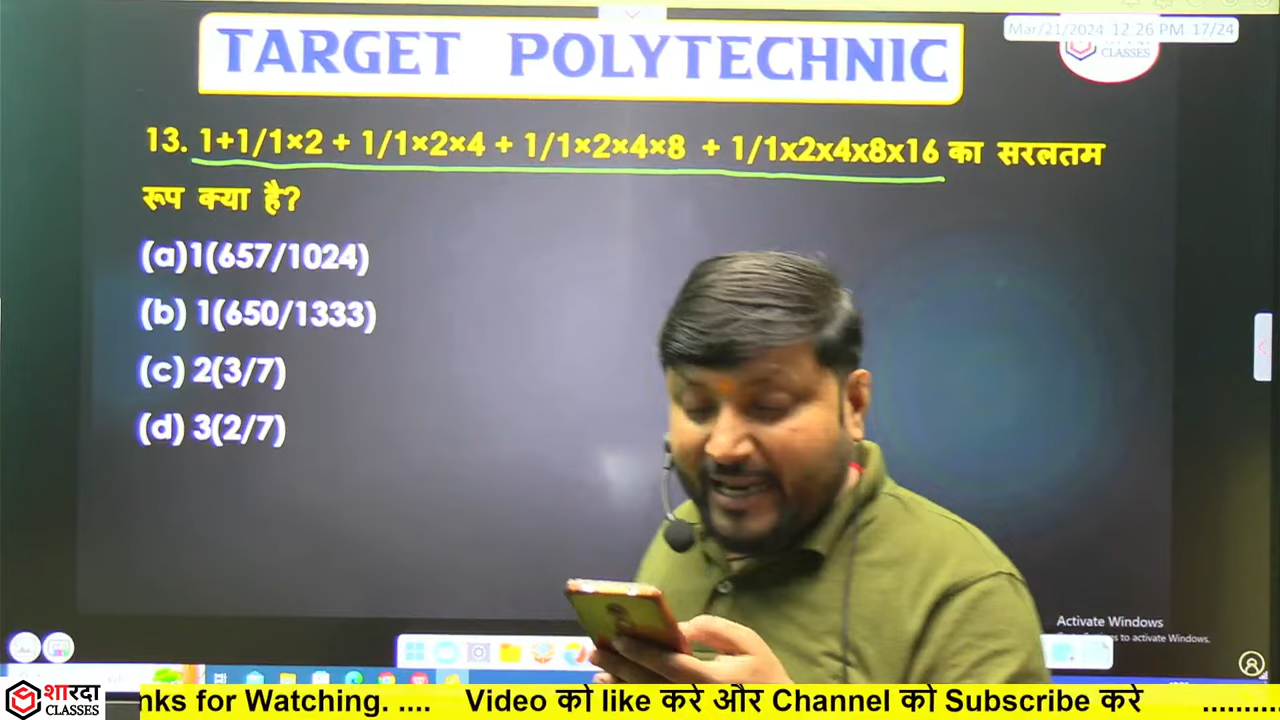 Mar/21/2024 12:26 PM 17/24
TARGET POLYTECHNIC
CLASSES
13. 1+1/1×2 + 1/1×2×4 + 1/1×2×4×8 + 1/1x2x4x8x16 का सरलतम
रूप क्या है?
(a)1(657/1024)
(b) 1(650/1333)
(c) 2(3/7)
(d) 3(2/7)
Activate Windows
to activate Windows.
शारदा
CLASSES
nks for Watching. .... Video को like करे और Channel को Subscribe करे ..........